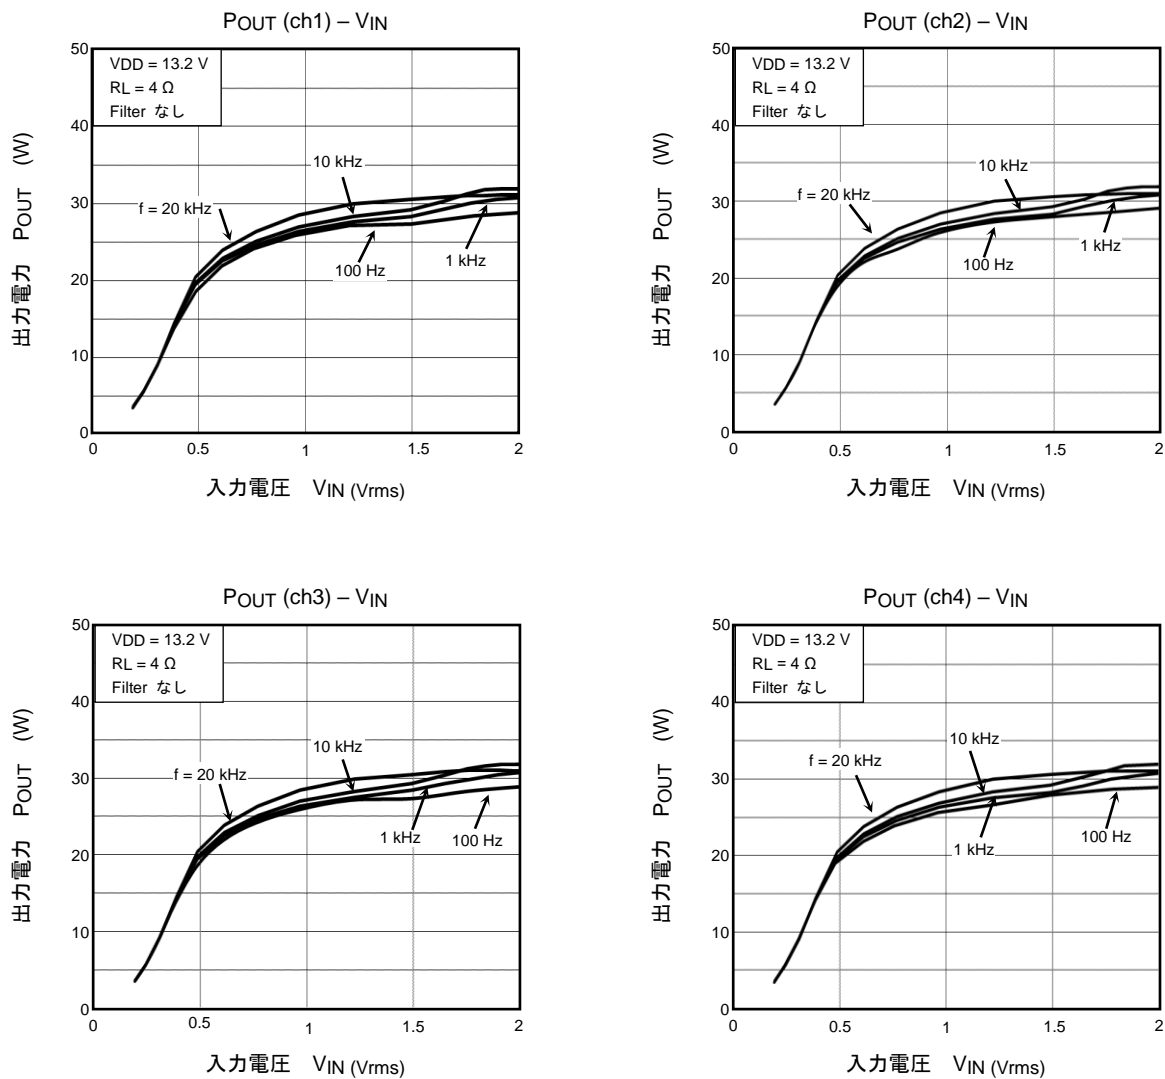 POUT (ch1) – VIN
50
VDD = 13.2 V
RL = 4 Ω
Filter なし
40
30
20
10
0
10 kHz
f = 20 kHz
100 Hz
1 kHz
0
0.5
1
1.5
2
出力電力 POUT (W)
入力電圧 VIN (Vrms)
POUT (ch2) – VIN
50
VDD = 13.2 V
RL = 4 Ω
Filter なし
40
30
20
10
0
10 kHz
f = 20 kHz
1 kHz
100 Hz
0
0.5
1
1.5
2
出力電力 POUT (W)
入力電圧 VIN (Vrms)
POUT (ch3) – VIN
50
VDD = 13.2 V
RL = 4 Ω
Filter なし
40
30
20
10
0
10 kHz
f = 20 kHz
1 kHz
100 Hz
0
0.5
1
1.5
2
出力電力 POUT (W)
入力電圧 VIN (Vrms)
POUT (ch4) – VIN
50
VDD = 13.2 V
RL = 4 Ω
Filter なし
40
30
20
10
0
10 kHz
f = 20 kHz
100 Hz
1 kHz
0
0.5
1
1.5
2
出力電力 POUT (W)
入力電圧 VIN (Vrms)